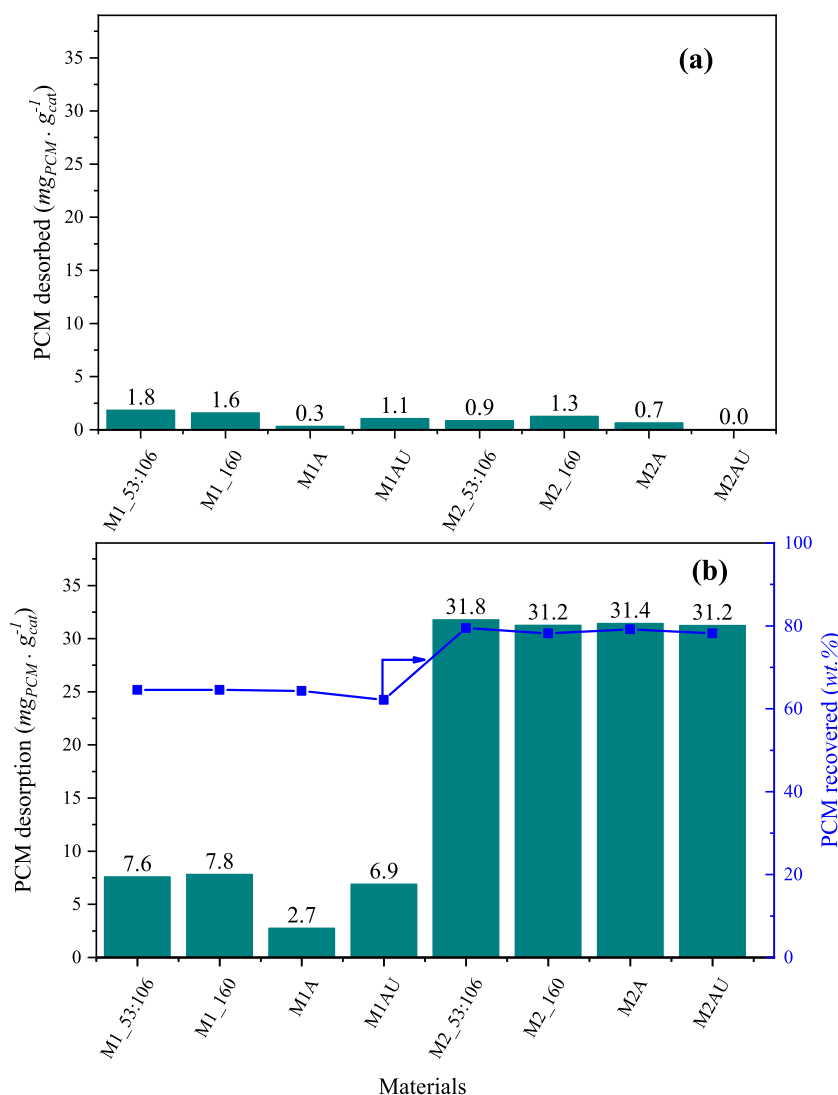 (a)
PCM desorbed (mg_PCM · g_cat^-1)
35
30
25
20
15
10
5
0
1.8
1.6
0.3
1.1
0.9
1.3
0.7
0.0
M1_53:106
M1_160
M1A
M1AU
M2_53:106
M2_160
M2A
M2AU
(b)
PCM desorption (mg_PCM · g_cat^-1)
35
30
25
20
15
10
5
0
7.6
7.8
2.7
6.9
31.8
31.2
31.4
31.2
100
80
60
40
20
0
PCM recovered (wt.%)
M1_53:106
M1_160
M1A
M1AU
M2_53:106
M2_160
M2A
M2AU
Materials